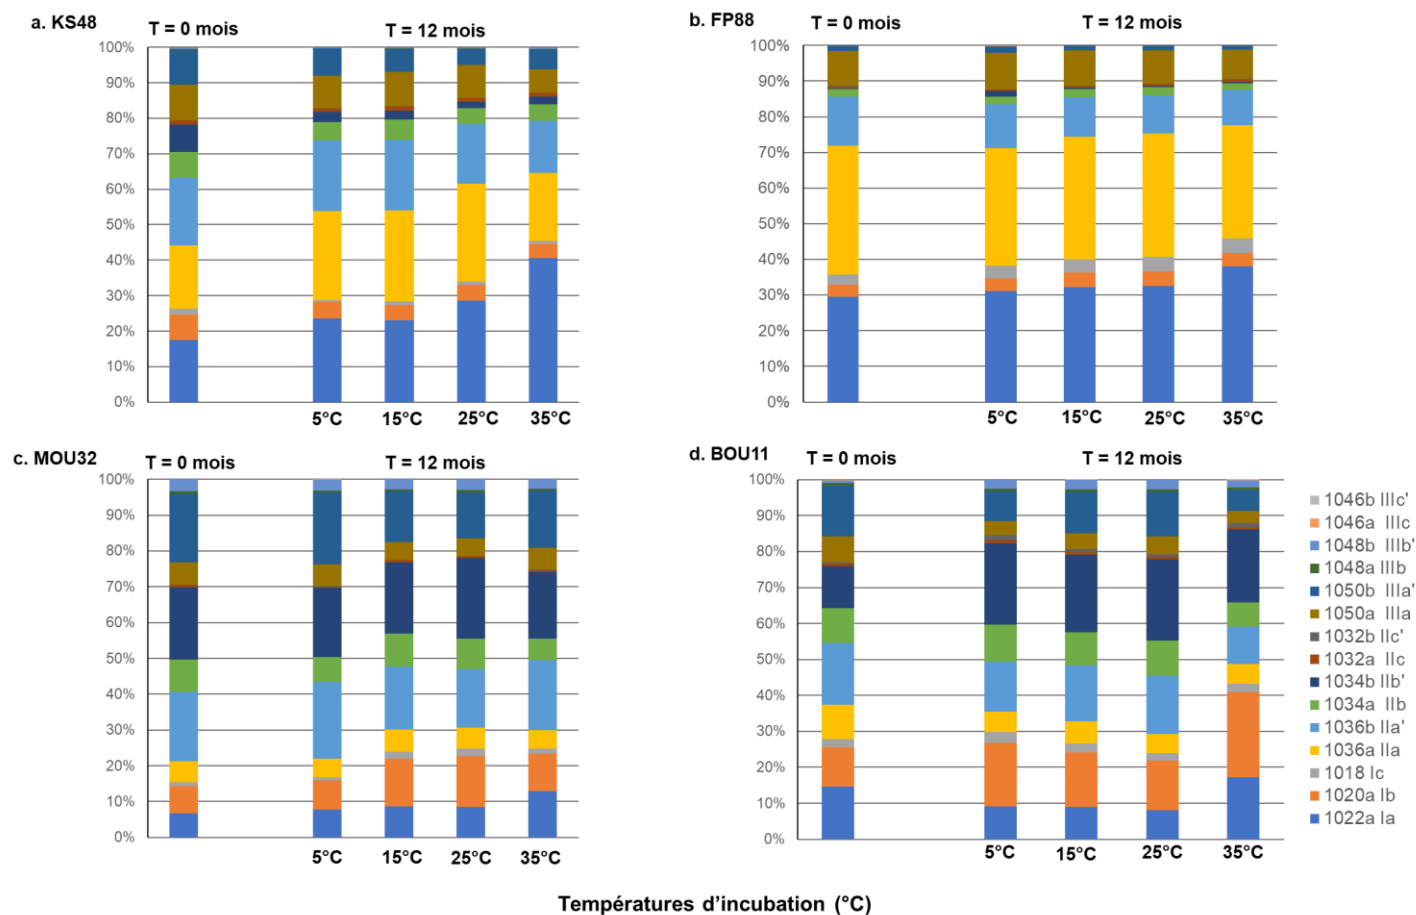 a. KS48
T = 0 mois
T = 12 mois
100%
90%
80%
70%
60%
50%
40%
30%
20%
10%
0%
5°C
15°C
25°C
35°C
b. FP88
T = 0 mois
T = 12 mois
100%
90%
80%
70%
60%
50%
40%
30%
20%
10%
0%
5°C
15°C
25°C
35°C
c. MOU32
T = 0 mois
T = 12 mois
100%
90%
80%
70%
60%
50%
40%
30%
20%
10%
0%
5°C
15°C
25°C
35°C
d. BOU11
T = 0 mois
T = 12 mois
100%
90%
80%
70%
60%
50%
40%
30%
20%
10%
0%
5°C
15°C
25°C
35°C
1046b IIIc'
1046a IIIc
1048b IIIb'
1048a IIIb
1050b IIIa'
1050a IIIa
1032b IIc'
1032a IIc
1034b IIb'
1034a IIb
1036b IIa'
1036a IIa
1018 Ic
1020a Ib
1022a Ia
Températures d'incubation (°C)